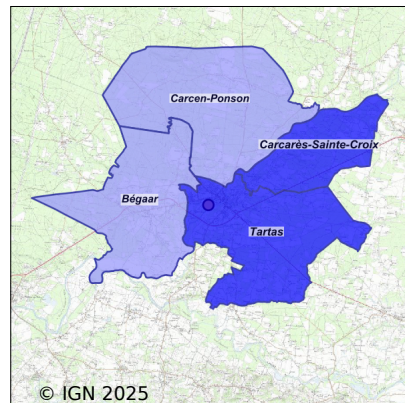 Carcen-Ponson
Carcarès-Sainte-Croix
Bégaar
Tartas
© IGN 2025